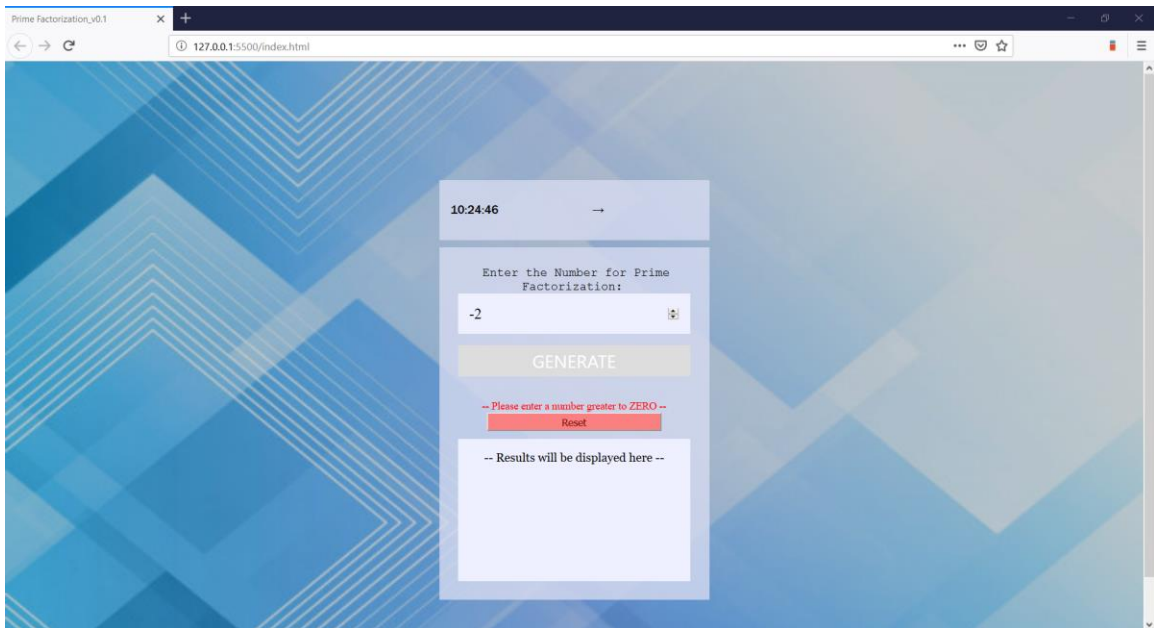 Prime Factorization_v0.1
127.0.0.1:5500/index.html
10:24:46 →
Enter the Number for Prime
Factorization:
-2
GENERATE
-- Please enter a number greater to ZERO --
Reset
-- Results will be displayed here --